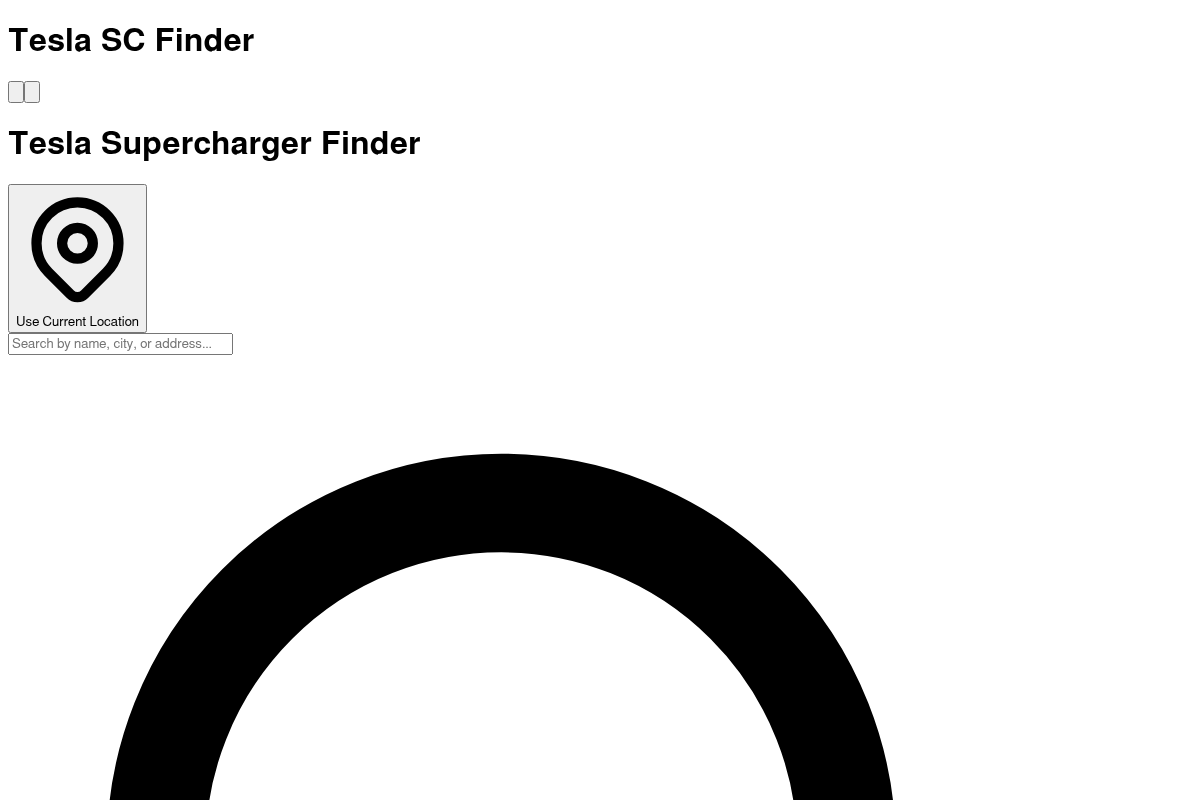 Tesla SC Finder
Tesla Supercharger Finder
Use Current Location
Search by name, city, or address...